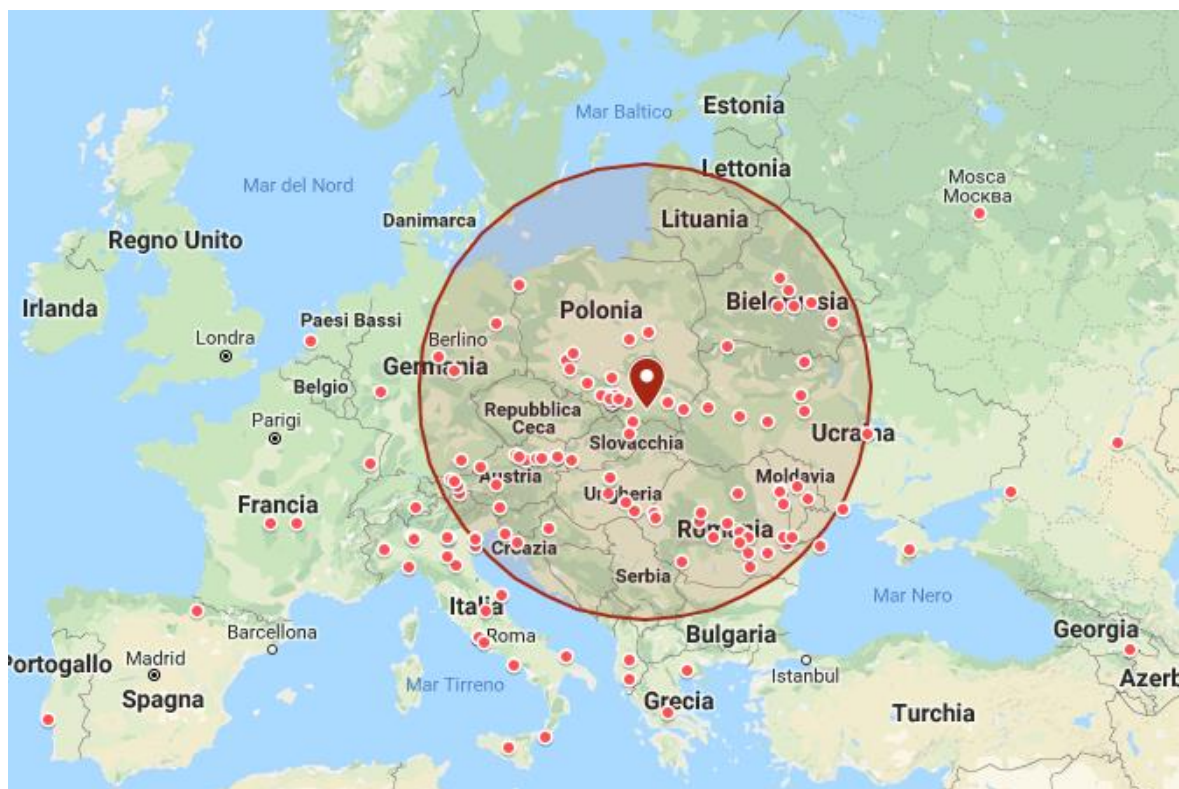 Estonia
Mar Baltico
Lettonia
Mosca
Москва
Mar del Nord
Danimarca
Lituania
Regno Unito
Irlanda
Polonia
Bielorussia
Paesi Bassi
Londra
Berlino
Germania
Belgio
Parigi
Repubblica
Ceca
Slovacchia
Ucraina
Austria
Moldavia
Ungheria
Francia
Romania
Croazia
Serbia
Mar Nero
Italia
Roma
Barcellona
Bulgaria
Georgia
Portogallo
Madrid
Istanbul
Azerb
Mar Tirreno
Spagna
Grecia
Turchia